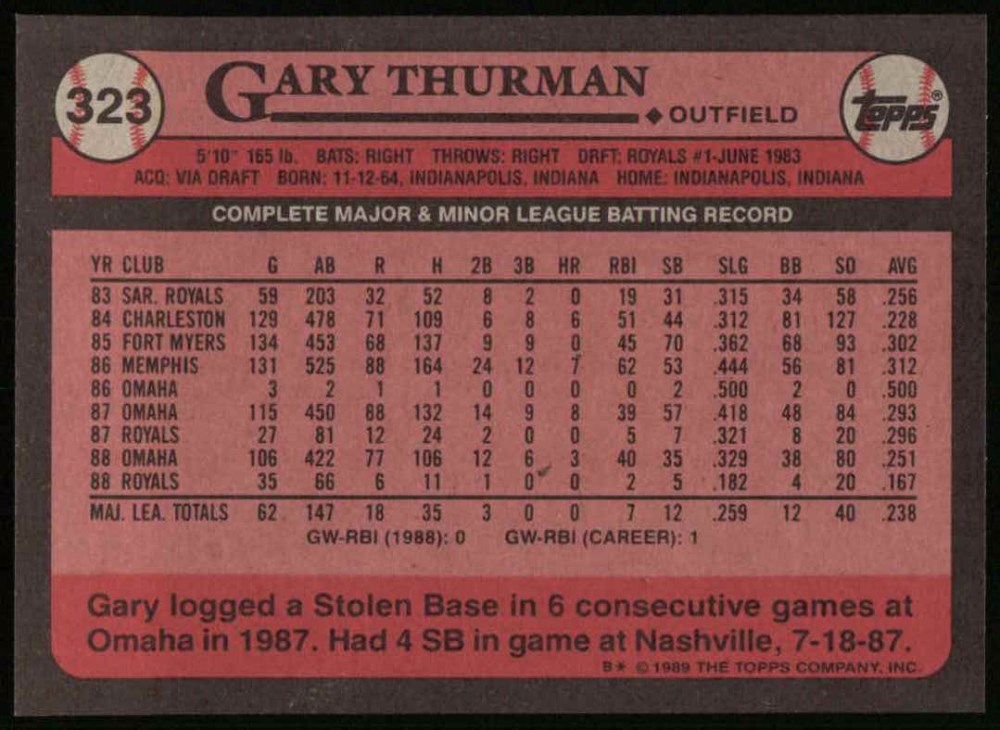 323
GARY THURMAN
◆ OUTFIELD
topps®
5'10" 165 lb. BATS: RIGHT THROWS: RIGHT DRFT: ROYALS #1-JUNE 1983
ACQ: VIA DRAFT BORN: 11-12-64, INDIANAPOLIS, INDIANA HOME: INDIANAPOLIS, INDIANA
COMPLETE MAJOR & MINOR LEAGUE BATTING RECORD
YR CLUB G AB R H 2B 3B HR RBI SB SLG BB SO AVG
83 SAR. ROYALS 59 203 32 52 8 2 0 19 31 .315 34 58 .256
84 CHARLESTON 129 478 71 109 6 8 6 51 44 .312 81 127 .228
85 FORT MYERS 134 453 68 137 9 9 0 45 70 .362 68 93 .302
86 MEMPHIS 131 525 88 164 24 12 7 62 53 .444 56 81 .312
86 OMAHA 3 2 1 1 0 0 0 0 2 .500 2 0 .500
87 OMAHA 115 450 88 132 14 9 8 39 57 .418 48 84 .293
87 ROYALS 27 81 12 24 2 0 0 5 7 .321 8 20 .296
88 OMAHA 106 422 77 106 12 6 3 40 35 .329 38 80 .251
88 ROYALS 35 66 6 11 1 0 0 2 5 .182 4 20 .167
MAJ. LEA. TOTALS 62 147 18 35 3 0 0 7 12 .259 12 40 .238
GW-RBI (1988): 0 GW-RBI (CAREER): 1
Gary logged a Stolen Base in 6 consecutive games at
Omaha in 1987. Had 4 SB in game at Nashville, 7-18-87.
B* © 1989 THE TOPPS COMPANY, INC.